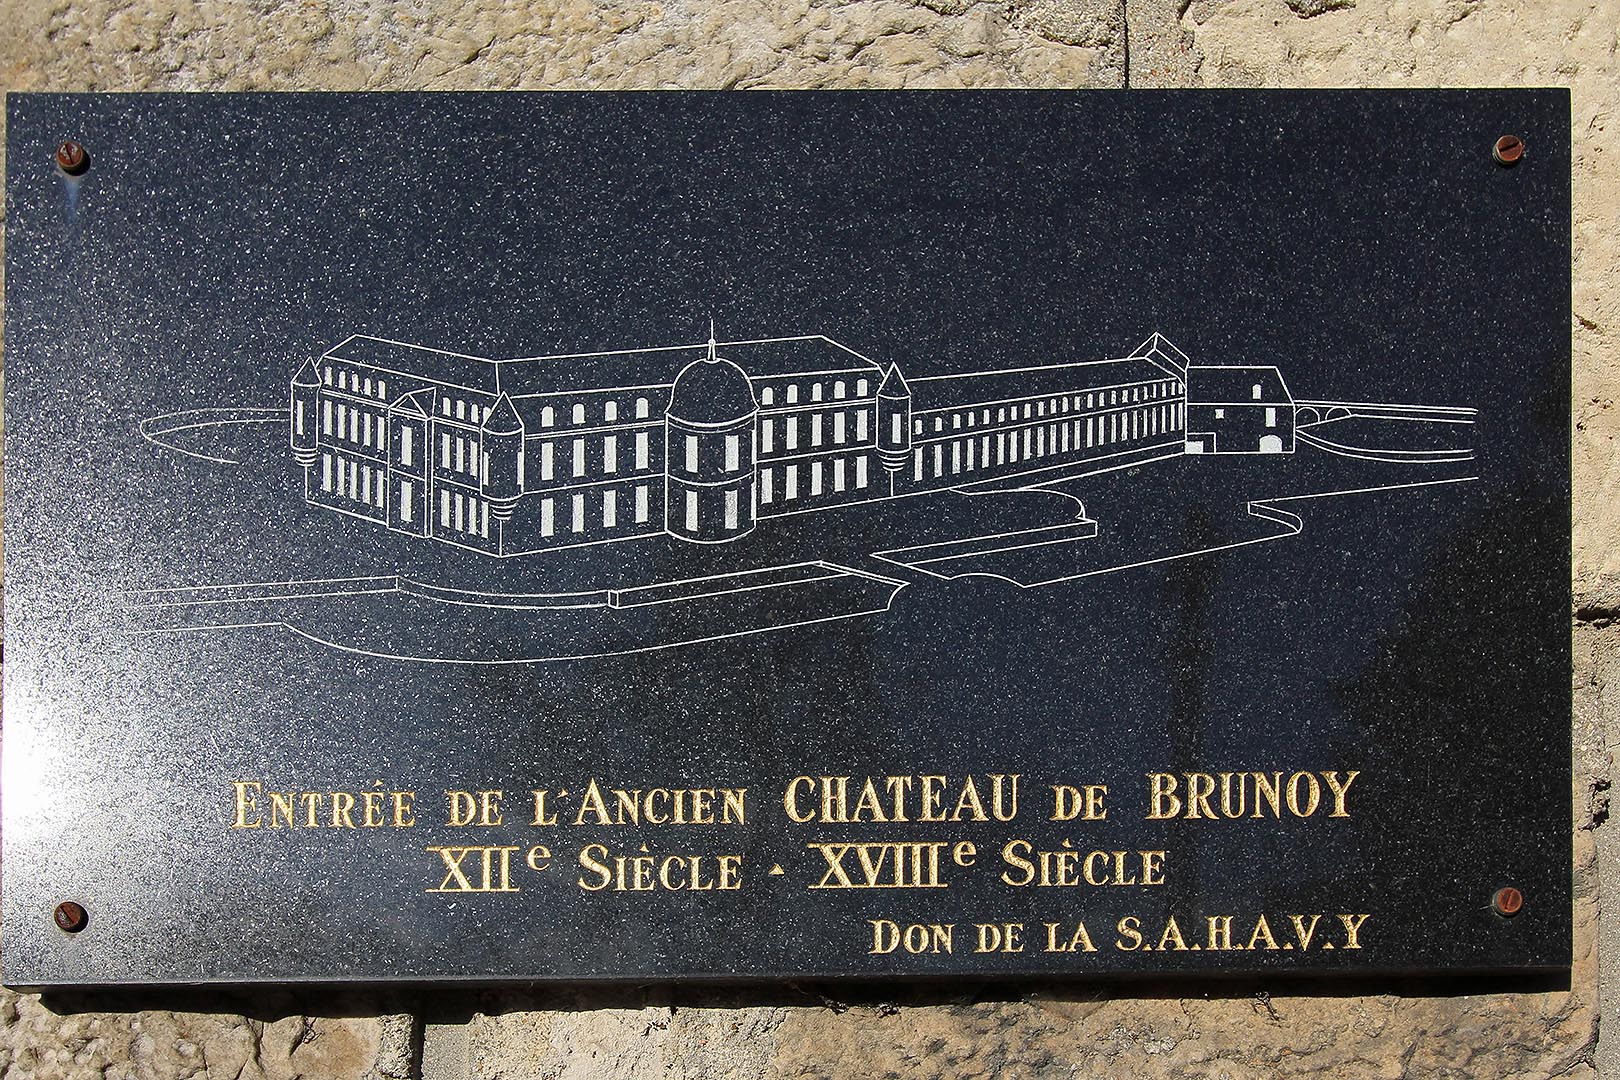 ENTRÉE DE L'ANCIEN CHATEAU DE BRUNOY
XIIe SIÈCLE - XVIIIe SIÈCLE
DON DE LA S.A.H.A.V.Y